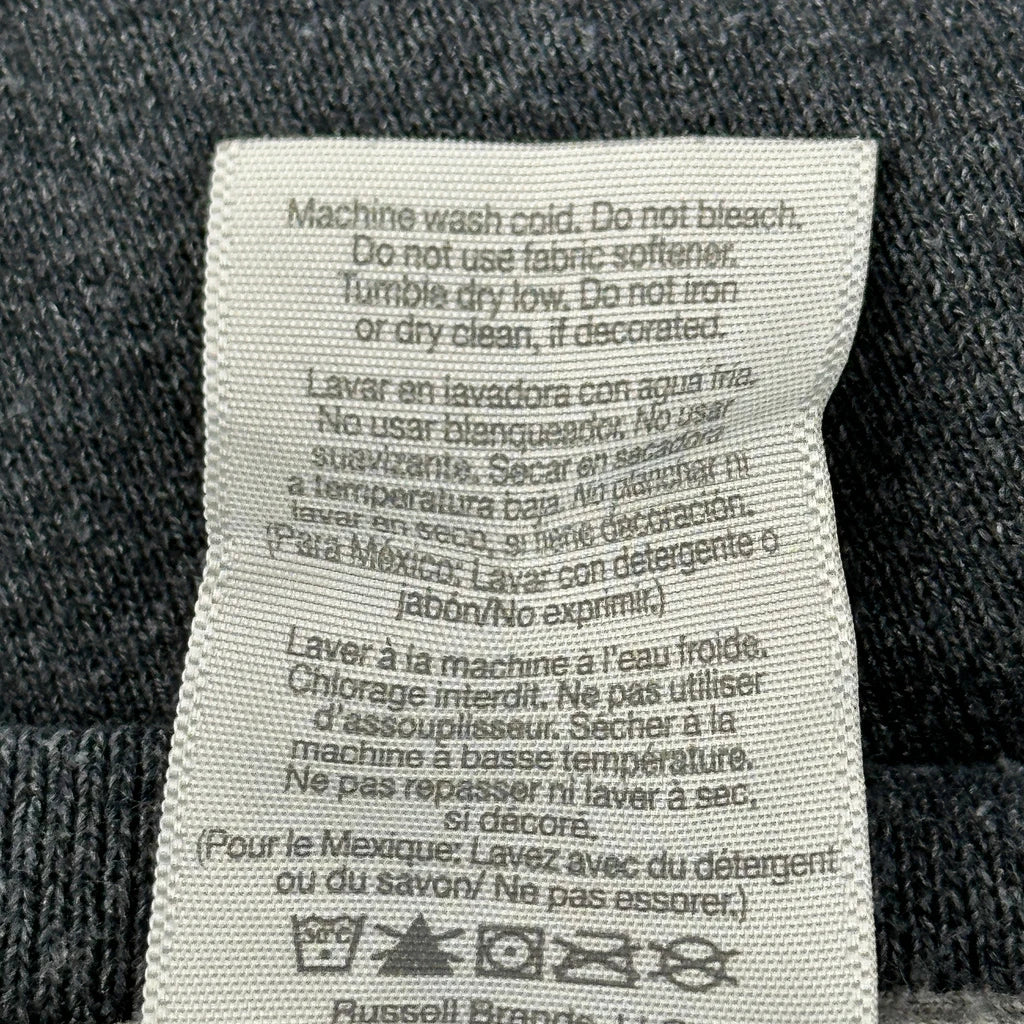 Machine wash cold. Do not bleach.
Do not use fabric softener.
Tumble dry low. Do not iron
or dry clean, if decorated.
Lavar en lavadora con agua fría.
No usar blanqueador. No usar
suavizante. Secar en sacadora
a temperatura baja. No planchar ni
lavar en seco, si tiene decoración.
(Para México: Lavar con detergente o
jabón/No exprimir.)
Laver à la machine à l'eau froide.
Chlorage interdit. Ne pas utiliser
d'assouplisseur. Sécher à la
machine à basse température.
Ne pas repasser ni laver à sec,
si décoré.
(Pour le Mexique: Lavez avec du détergent
ou du savon/ Ne pas essorer.)
30°C
Russell Brands,